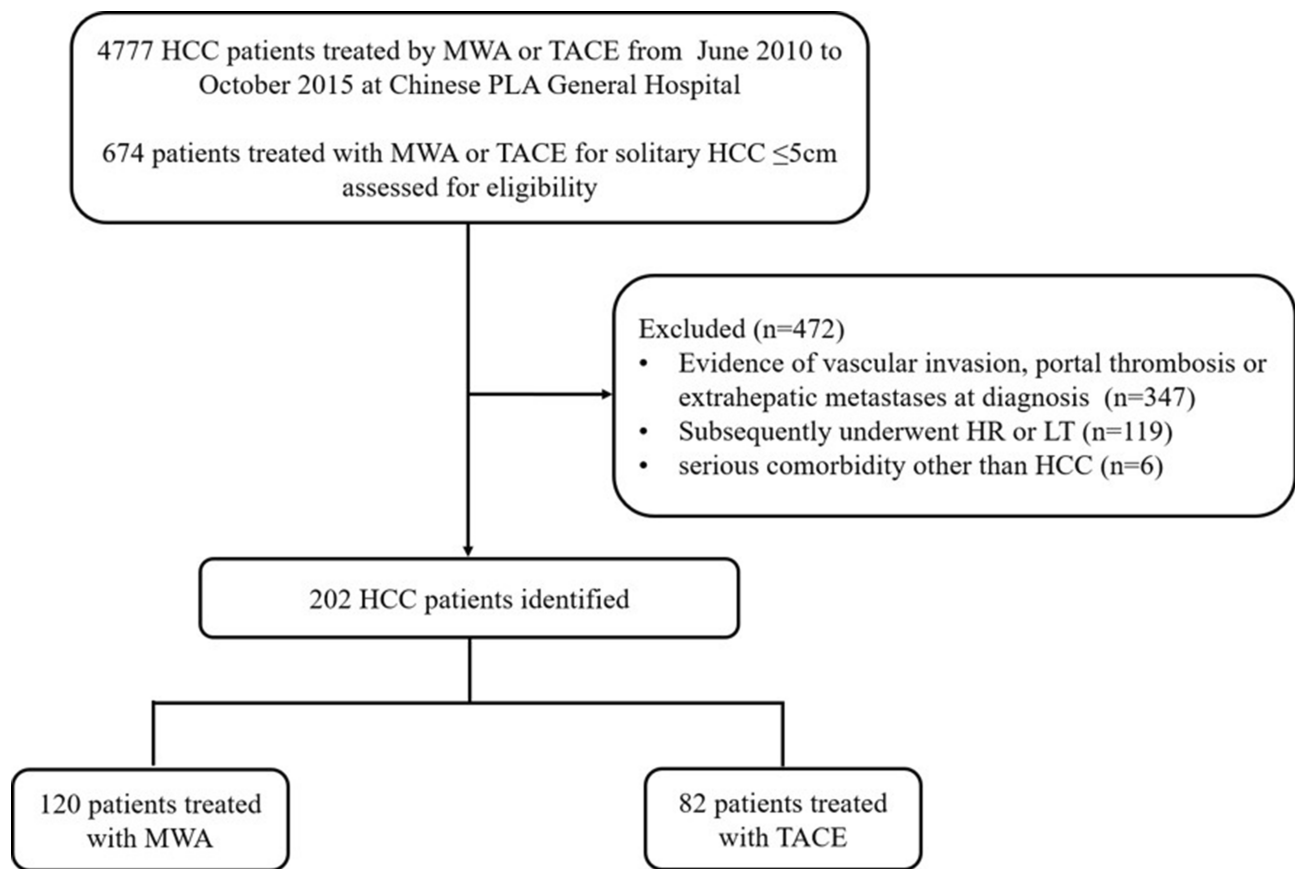 4777 HCC patients treated by MWA or TACE from June 2010 to
October 2015 at Chinese PLA General Hospital
674 patients treated with MWA or TACE for solitary HCC ≤5cm
assessed for eligibility
Excluded (n=472)
• Evidence of vascular invasion, portal thrombosis or
extrahepatic metastases at diagnosis (n=347)
• Subsequently underwent HR or LT (n=119)
• serious comorbidity other than HCC (n=6)
202 HCC patients identified
120 patients treated
with MWA
82 patients treated
with TACE